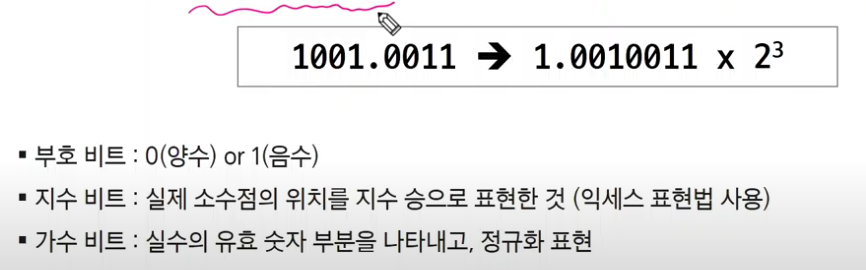 1001.0011 → 1.0010011 x 2³
▪ 부호 비트 : 0(양수) or 1(음수)
▪ 지수 비트 : 실제 소수점의 위치를 지수 승으로 표현한 것 (익세스 표현법 사용)
▪ 가수 비트 : 실수의 유효 숫자 부분을 나타내고, 정규화 표현